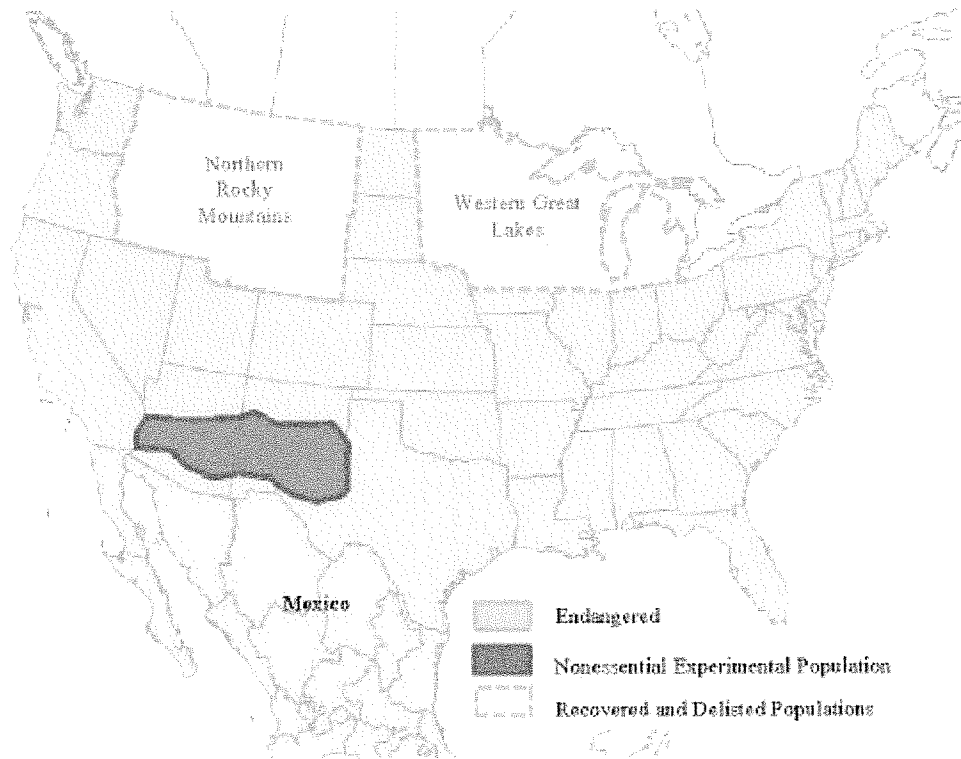 Northern
Rocky
Mountains
Western Great
Lakes
Mexico
Endangered
Nonessential Experimental Population
Recovered and Delisted Populations